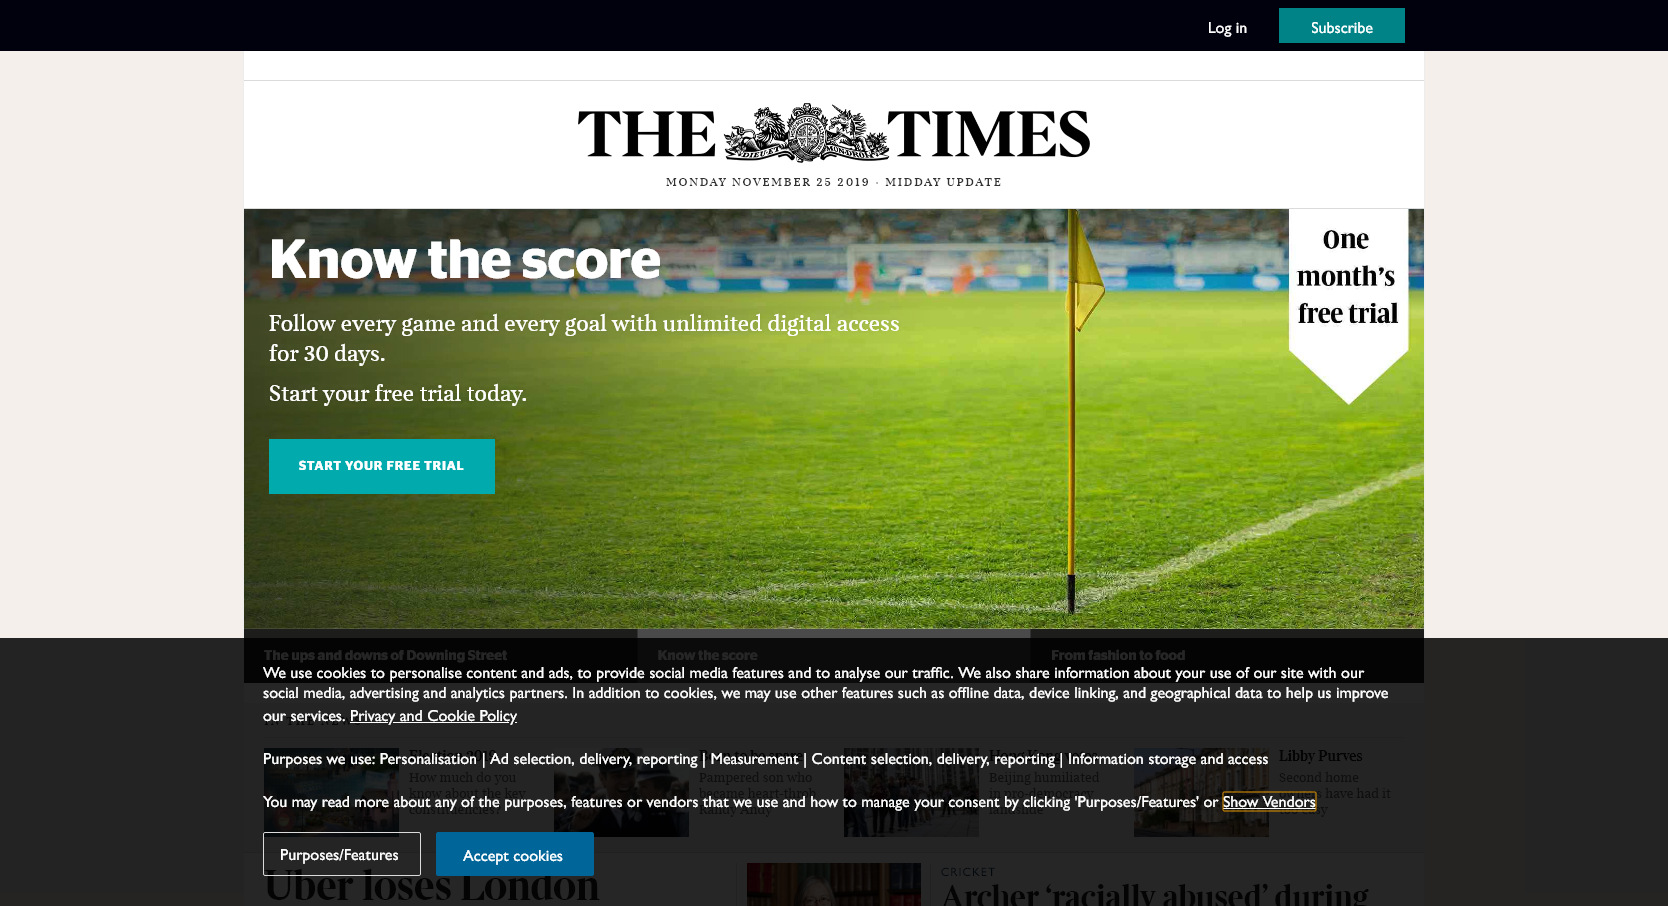 Log in
Subscribe
THE TIMES
DIEU ET MON DROIT
MONDAY NOVEMBER 25 2019 · MIDDAY UPDATE
Know the score
Follow every game and every goal with unlimited digital access
for 30 days.
Start your free trial today.
START YOUR FREE TRIAL
One
month's
free trial
The ups and downs of Downing Street
Know the score
From fashion to food
We use cookies to personalise content and ads, to provide social media features and to analyse our traffic. We also share information about your use of our site with our
social media, advertising and analytics partners. In addition to cookies, we may use other features such as offline data, device linking, and geographical data to help us improve
our services. Privacy and Cookie Policy
Purposes we use: Personalisation | Ad selection, delivery, reporting | Measurement | Content selection, delivery, reporting | Information storage and access
You may read more about any of the purposes, features or vendors that we use and how to manage your consent by clicking 'Purposes/Features' or Show Vendors
Purposes/Features
Accept cookies
How much do you
know about the key
Pampered son who
became heart-throb
Beijing humiliated
in pro-democracy
Libby Purves
Second home
have had it
Uber loses London
CRICKET
Archer ‘racially abused’ during